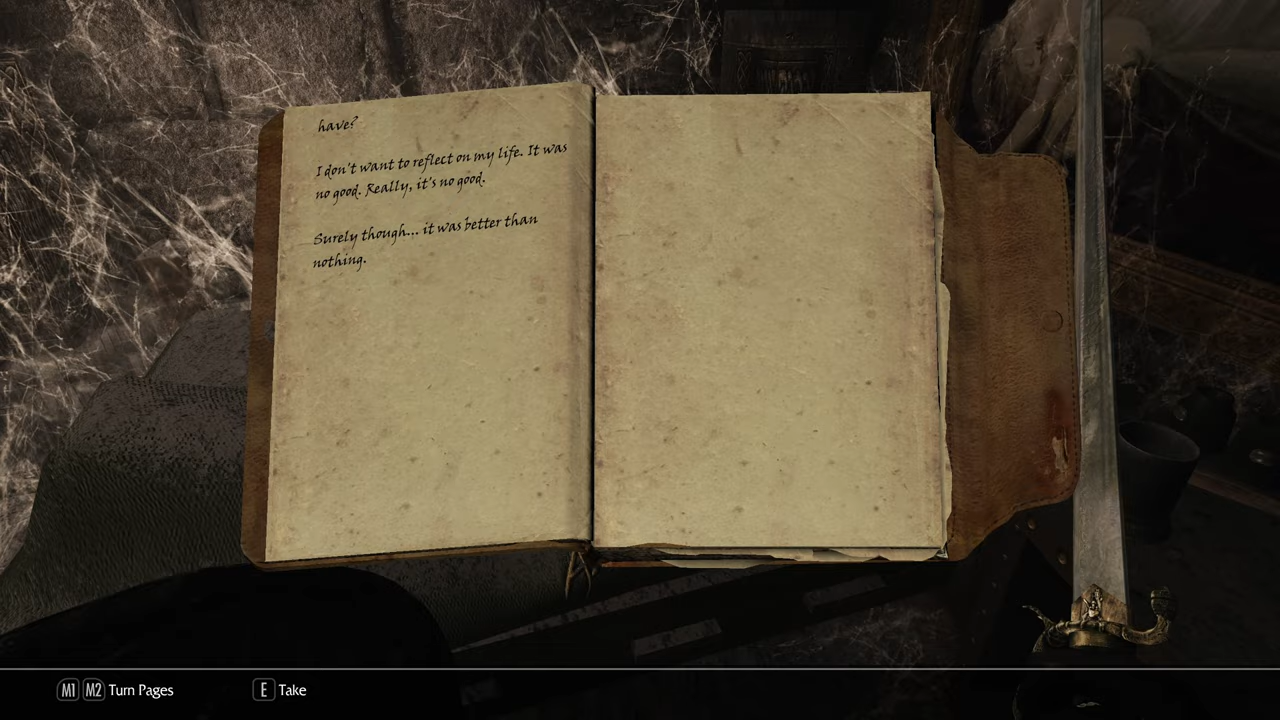 have?
I don't want to reflect on my life. It was
no good. Really, it's no good.
Surely though... it was better than
nothing.
M1 M2 Turn Pages E Take